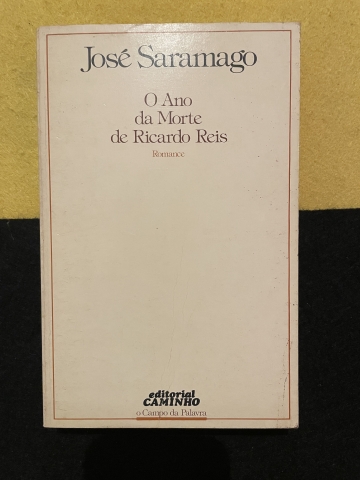 José Saramago
O Ano
da Morte
de Ricardo Reis
Romance
editorial
CAMINHO
o Campo da Palavra